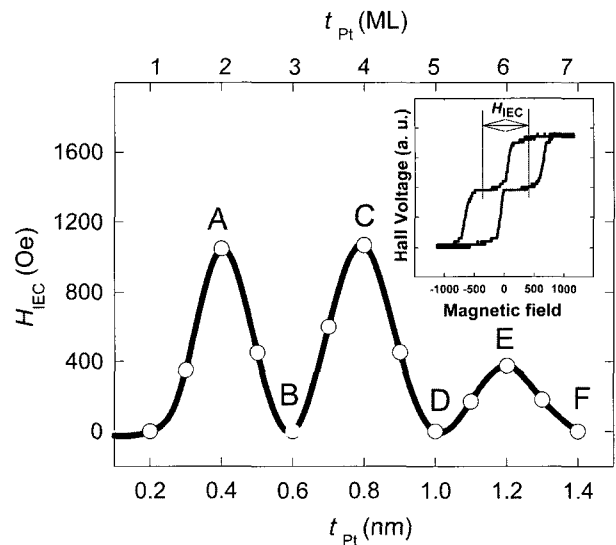 t Pt (ML)
1 2 3 4 5 6 7
H IEC (Oe)
1600
1200
800
400
0
A
B
C
D
E
F
H IEC
Hall Voltage (a. u.)
-1000 -500 0 500 1000
Magnetic field
0.2 0.4 0.6 0.8 1.0 1.2 1.4
t Pt (nm)